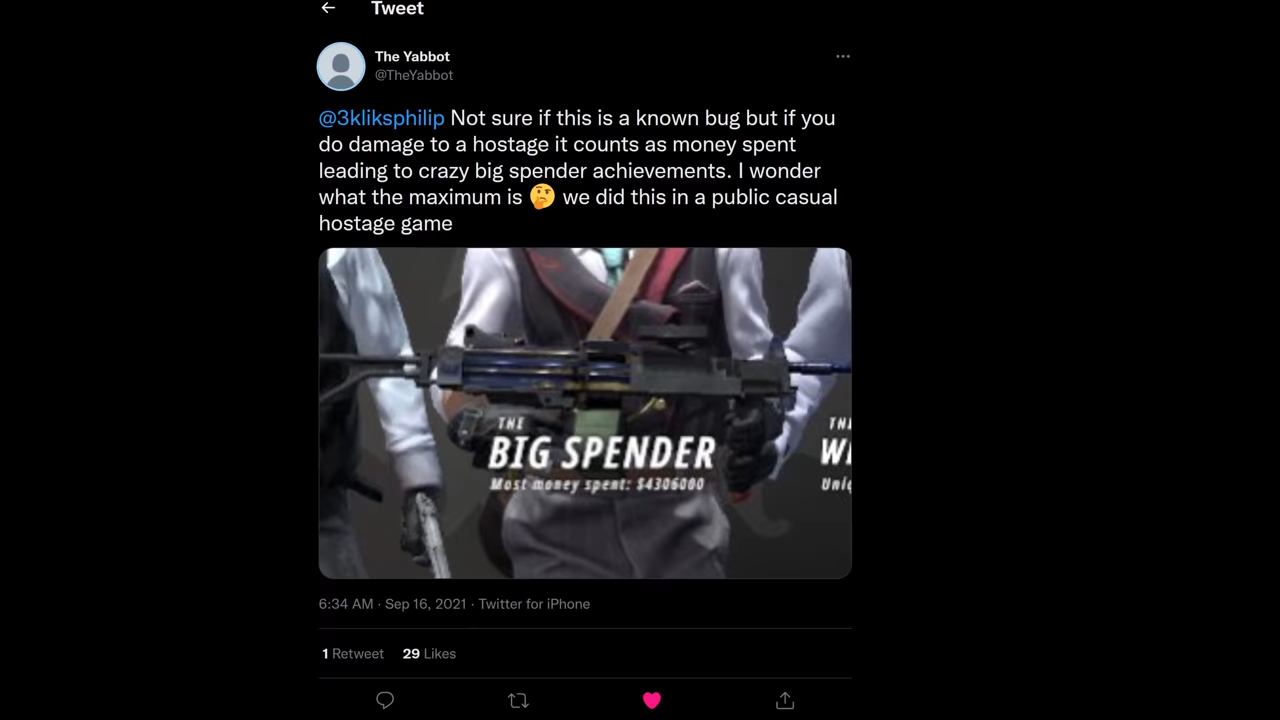 Tweet
The Yabbot
@TheYabbot
@3kliksphilip Not sure if this is a known bug but if you
do damage to a hostage it counts as money spent
leading to crazy big spender achievements. I wonder
what the maximum is 🤔 we did this in a public casual
hostage game
THE
BIG SPENDER
Most money spent: $4306000
6:34 AM · Sep 16, 2021 · Twitter for iPhone
1 Retweet 29 Likes